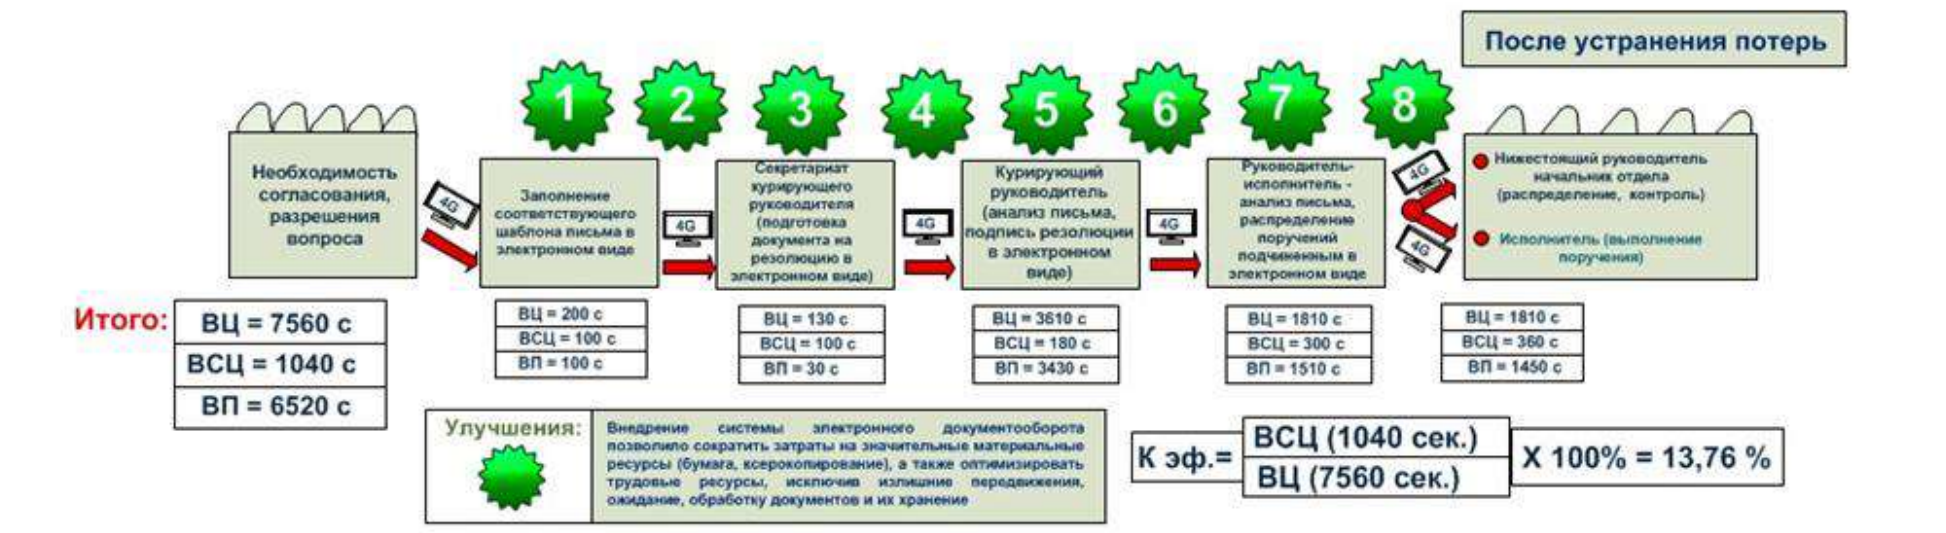 После устранения потерь
1
2
3
4
5
6
7
8
Необходимость
согласования,
разрешения
вопроса
4G
Заполнение
соответствующего
шаблона письма в
электронном виде
4G
Секретариат
курирующего
руководителя
(подготовка
документа на
резолюцию в
электронном виде)
4G
Курирующий
руководитель
(анализ письма,
подпись резолюции
в электронном
виде)
4G
Руководитель-
исполнитель -
анализ письма,
распределение
поручений
подчиненным в
электронном виде
4G
4G
Нижестоящий руководитель
начальник отдела
(распределение, контроль)
Исполнитель (выполнение
поручения)
Итого:
ВЦ = 7560 с
ВСЦ = 1040 с
ВП = 6520 с
ВЦ = 200 с
ВСЦ = 100 с
ВП = 100 с
ВЦ = 130 с
ВСЦ = 100 с
ВП = 30 с
ВЦ = 3610 с
ВСЦ = 180 с
ВП = 3430 с
ВЦ = 1810 с
ВСЦ = 300 с
ВП = 1510 с
ВЦ = 1810 с
ВСЦ = 360 с
ВП = 1450 с
Улучшения:
Внедрение системы электронного документооборота
позволило сократить затраты на значительные материальные
ресурсы (бумага, ксерокопирование), а также оптимизировать
трудовые ресурсы, исключив излишние передвижения,
ожидание, обработку документов и их хранение
К эф.=
ВСЦ (1040 сек.)
ВЦ (7560 сек.)
Х 100% = 13,76 %